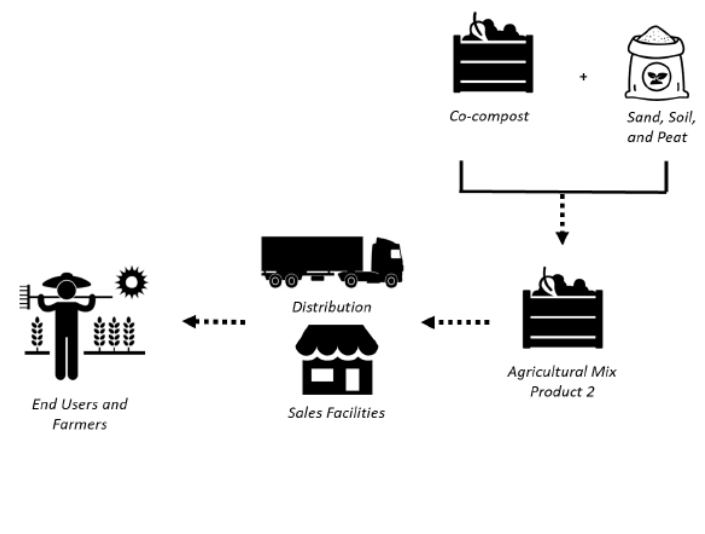 +
Co-compost
Sand, Soil,
and Peat
Distribution
Sales Facilities
Agricultural Mix
Product 2
End Users and
Farmers